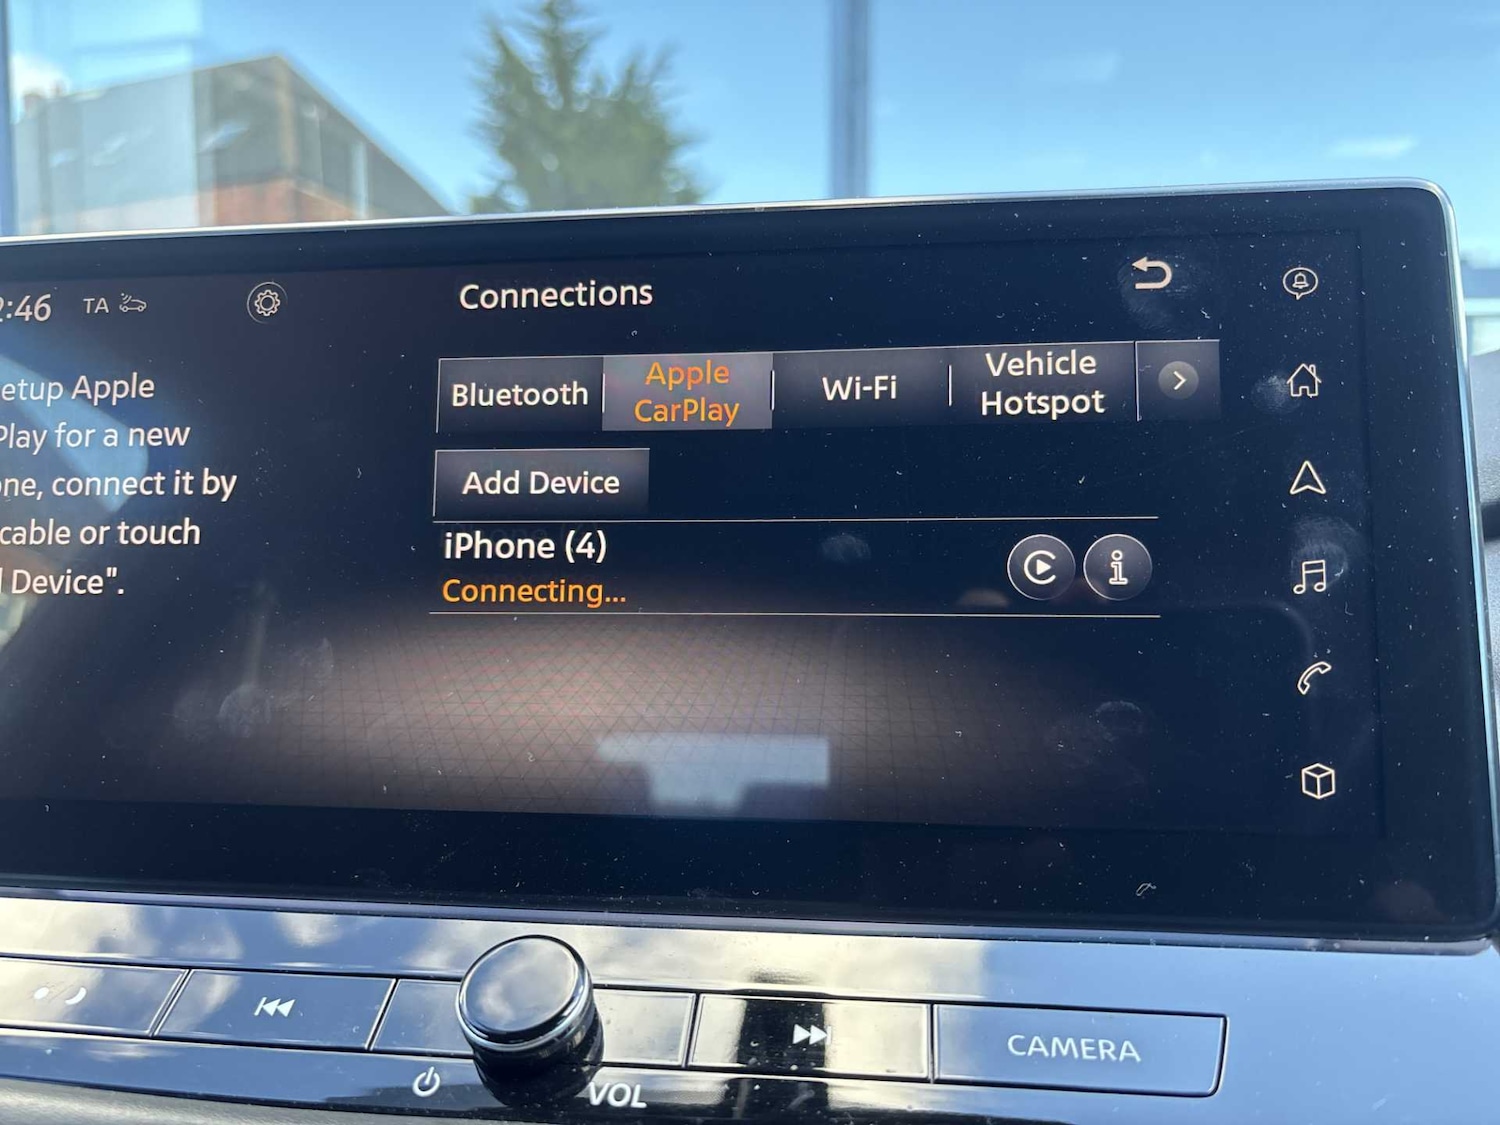 :46 TA
Connections
Bluetooth
Apple
CarPlay
Wi-Fi
Vehicle
Hotspot
etup Apple
Play for a new
ne, connect it by
cable or touch
Device".
Add Device
iPhone (4)
Connecting...
VOL
CAMERA